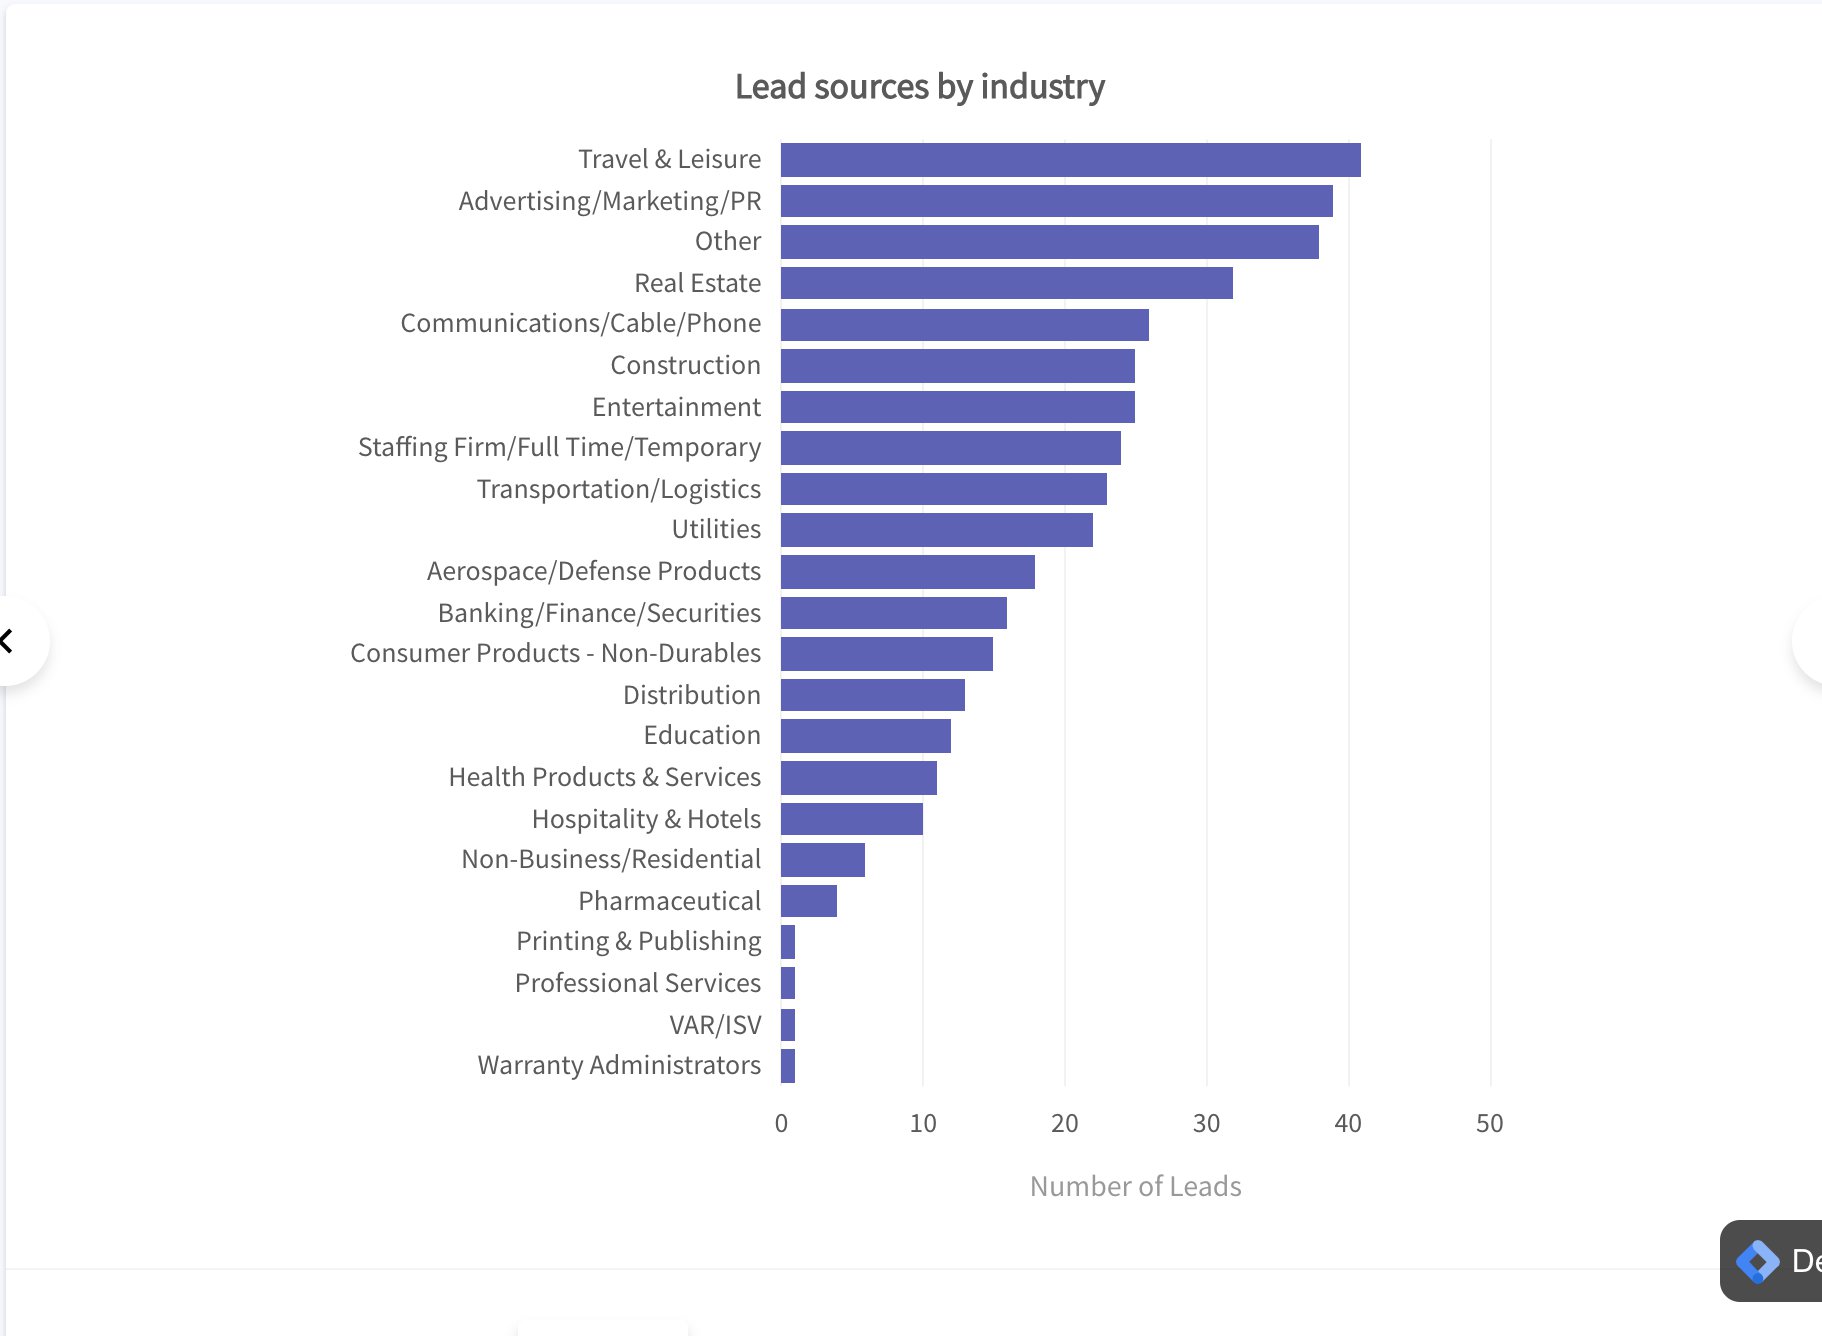 Lead sources by industry
Travel & Leisure
Advertising/Marketing/PR
Other
Real Estate
Communications/Cable/Phone
Construction
Entertainment
Staffing Firm/Full Time/Temporary
Transportation/Logistics
Utilities
Aerospace/Defense Products
Banking/Finance/Securities
Consumer Products - Non-Durables
Distribution
Education
Health Products & Services
Hospitality & Hotels
Non-Business/Residential
Pharmaceutical
Printing & Publishing
Professional Services
VAR/ISV
Warranty Administrators
0 10 20 30 40 50
Number of Leads